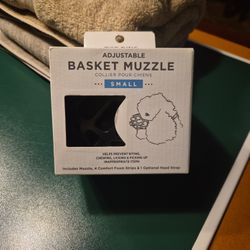 ADJUSTABLE
BASKET MUZZLE
COLLIER POUR CHIENS
SMALL
HELPS PREVENT BITING,
CHEWING, LICKING & PICKING UP
INAPPROPRIATE ITEMS
Includes Muzzle, 4 Comfort Foam Strips & 1 Optional Head Strap